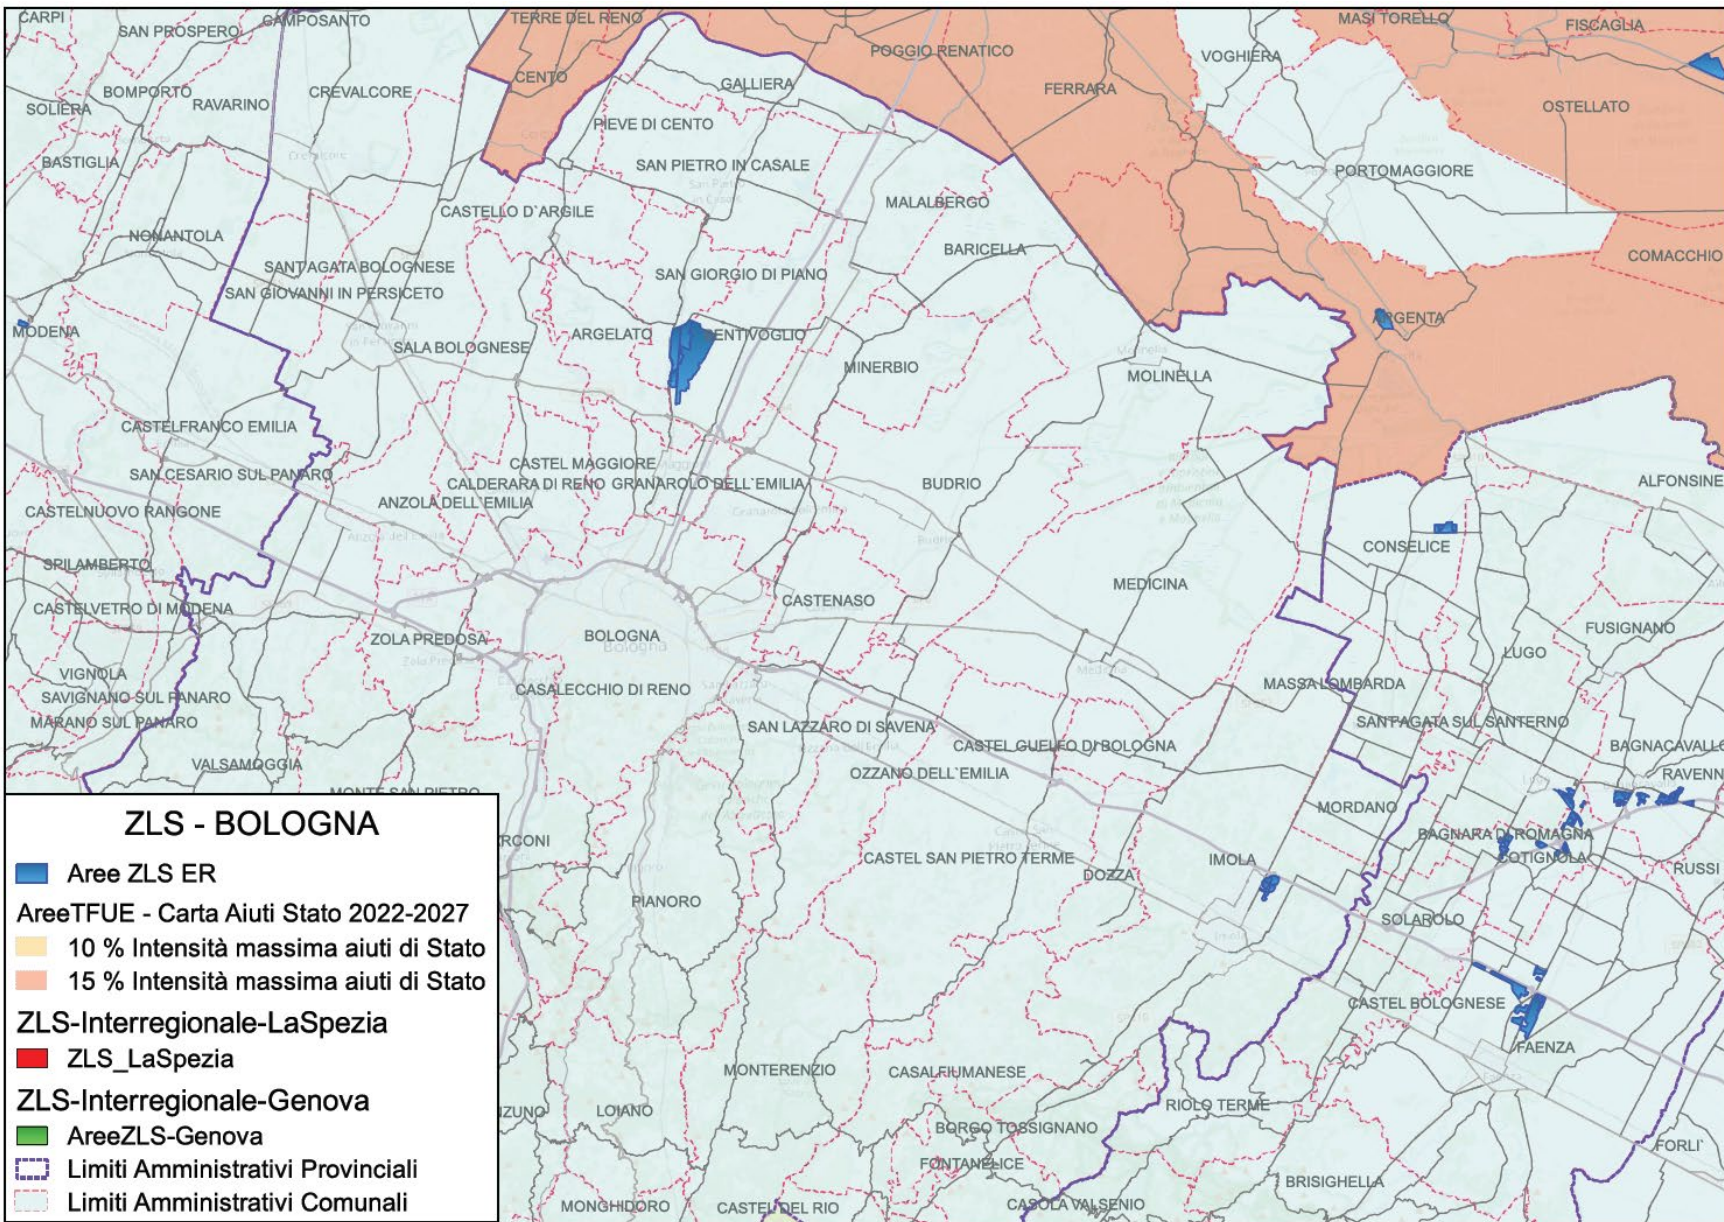 CARPI
SAN PROSPERO
CAMPOSANTO
TERRE DEL RENO
MASI TORELLO
FISCAGLIA
POGGIO RENATICO
VOGHIERA
CENTO
GALLIERA
FERRARA
BOMPORTO
RAVARINO
CREVALCORE
SOLIERA
OSTELLATO
PIEVE DI CENTO
BASTIGLIA
SAN PIETRO IN CASALE
PORTOMAGGIORE
CASTELLO D`ARGILE
MALALBERGO
NONANTOLA
BARICELLA
COMACCHIO
SANT`AGATA BOLOGNESE
SAN GIORGIO DI PIANO
SAN GIOVANNI IN PERSICETO
MODENA
ARGELATO
BENTIVOGLIO
ARGENTA
SALA BOLOGNESE
MINERBIO
MOLINELLA
CASTELFRANCO EMILIA
CASTEL MAGGIORE
SAN CESARIO SUL PANARO
CALDERARA DI RENO
GRANAROLO DELL`EMILIA
BUDRIO
ALFONSINE
ANZOLA DELL`EMILIA
CASTELNUOVO RANGONE
CONSELICE
SPILAMBERTO
MEDICINA
CASTELVETRO DI MODENA
CASTENASO
ZOLA PREDOSA
BOLOGNA
Bologna
FUSIGNANO
LUGO
VIGNOLA
CASALECCHIO DI RENO
MASSA LOMBARDA
SAVIGNANO SUL PANARO
MARANO SUL PANARO
SAN LAZZARO DI SAVENA
SANT`AGATA SUL SANTERNO
CASTEL GUELFO DI BOLOGNA
BAGNACAVALLO
VALSAMOGGIA
OZZANO DELL`EMILIA
RAVENN
MONTE SAN PIETRO
MORDANO
BAGNARA DI ROMAGNA
RCONI
CASTEL SAN PIETRO TERME
IMOLA
COTIGNOLA
DOZZA
RUSSI
PIANORO
SOLAROLO
CASTEL BOLOGNESE
FAENZA
MONTERENZIO
CASALFIUMANESE
RIOLO TERME
NZUNO
LOIANO
BORGO TOSSIGNANO
FORLI`
FONTANELICE
BRISIGHELLA
MONGHIDORO
CASTEL DEL RIO
CASOLA VALSENIO
ZLS - BOLOGNA
Aree ZLS ER
AreeTFUE - Carta Aiuti Stato 2022-2027
10 % Intensità massima aiuti di Stato
15 % Intensità massima aiuti di Stato
ZLS-Interregionale-LaSpezia
ZLS_LaSpezia
ZLS-Interregionale-Genova
AreeZLS-Genova
Limiti Amministrativi Provinciali
Limiti Amministrativi Comunali